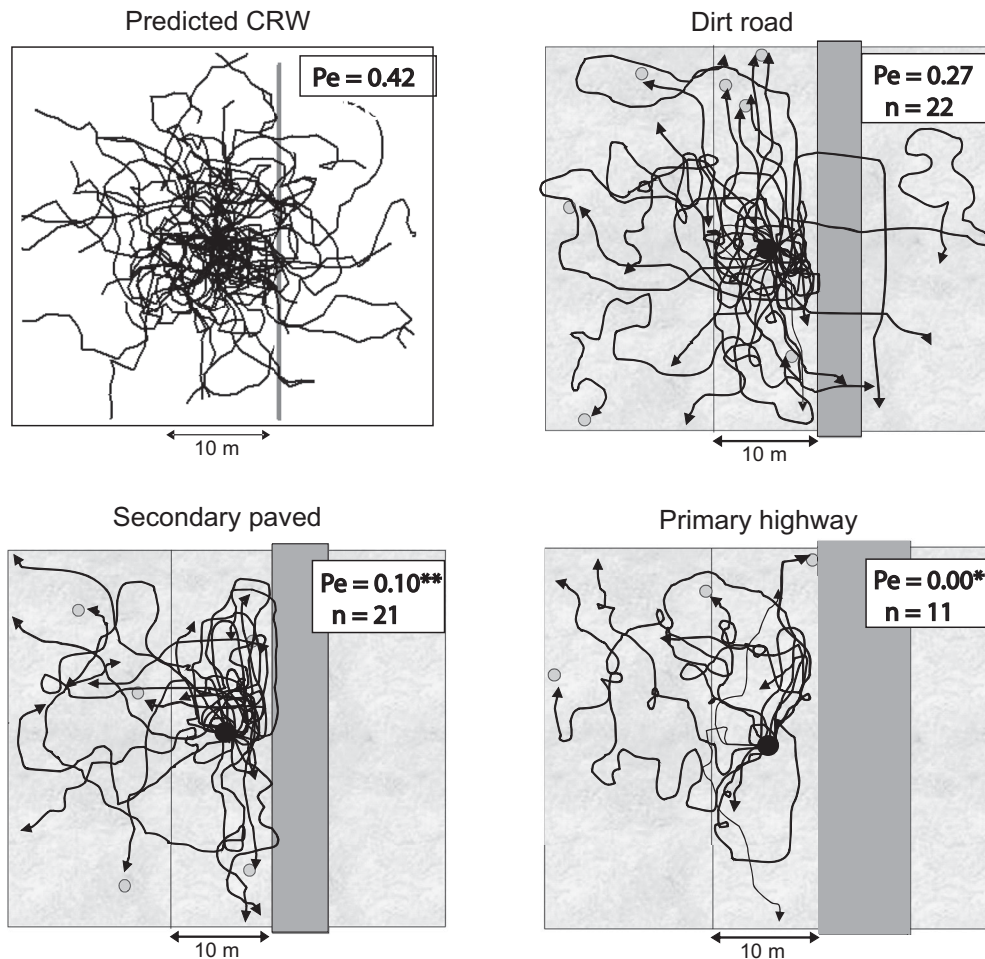 Predicted CRW
Pe = 0.42
10 m
Dirt road
Pe = 0.27
n = 22
10 m
Secondary paved
Pe = 0.10**
n = 21
10 m
Primary highway
Pe = 0.00*
n = 11
10 m